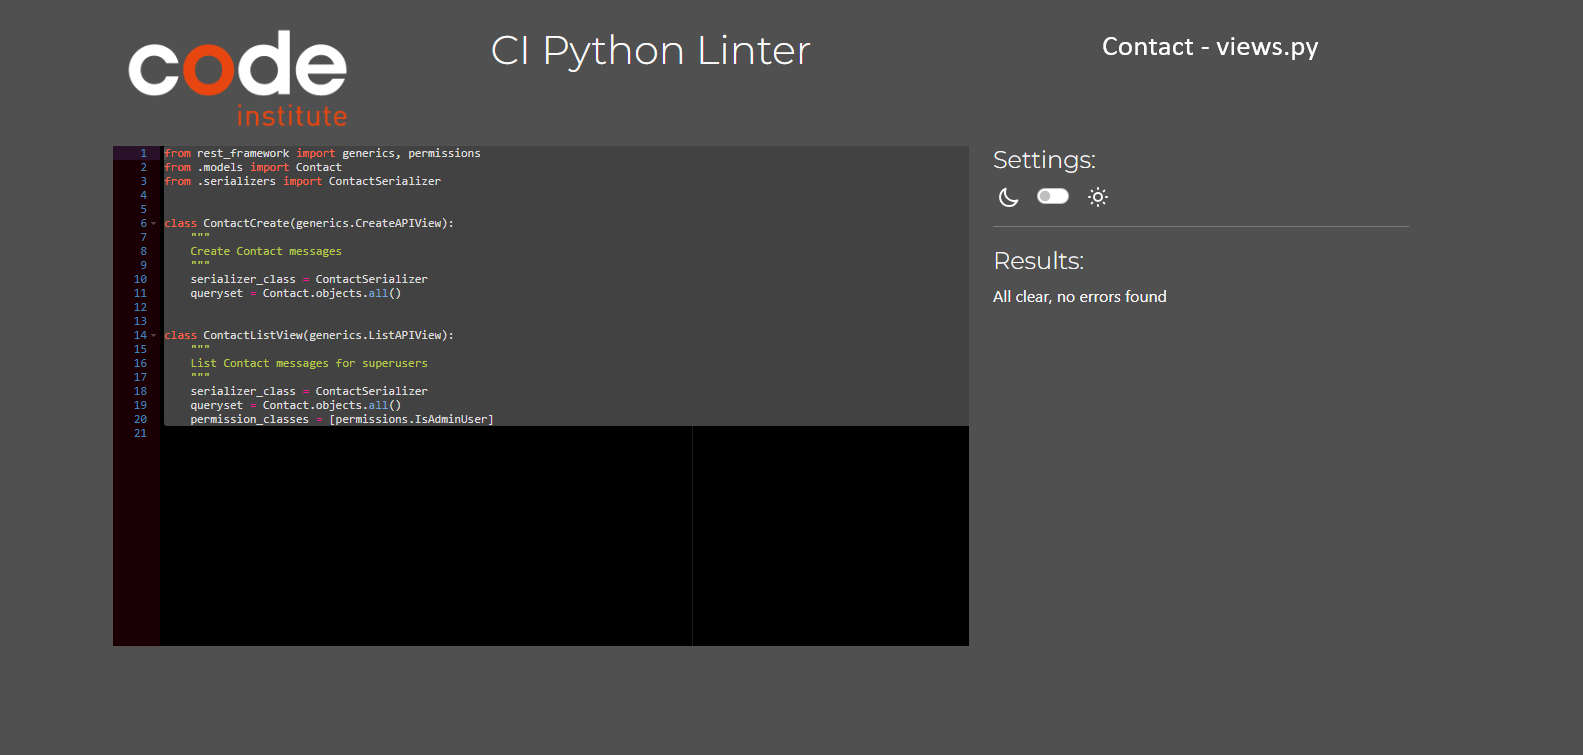 code
institute
CI Python Linter
Contact - views.py
1 from rest_framework import generics, permissions
2 from .models import Contact
3 from .serializers import ContactSerializer
4
5
6 class ContactCreate(generics.CreateAPIView):
7     """
8     Create Contact messages
9     """
10     serializer_class = ContactSerializer
11     queryset = Contact.objects.all()
12
13
14 class ContactListView(generics.ListAPIView):
15     """
16     List Contact messages for superusers
17     """
18     serializer_class = ContactSerializer
19     queryset = Contact.objects.all()
20     permission_classes = [permissions.IsAdminUser]
21
Settings:
Results:
All clear, no errors found